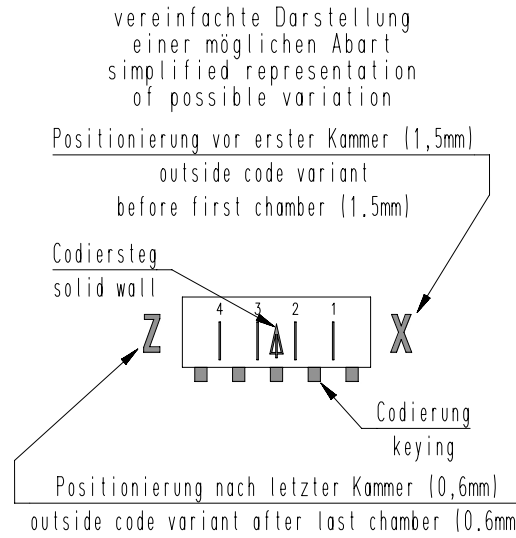 vereinfachte Darstellung
einer möglichen Abart
simplified representation
of possible variation
Positionierung vor erster Kammer (1,5mm)
outside code variant
before first chamber (1.5mm)
Codiersteg
solid wall
4 3 2 1
Z
X
Codierung
keying
Positionierung nach letzter Kammer (0,6mm)
outside code variant after last chamber (0.6mm